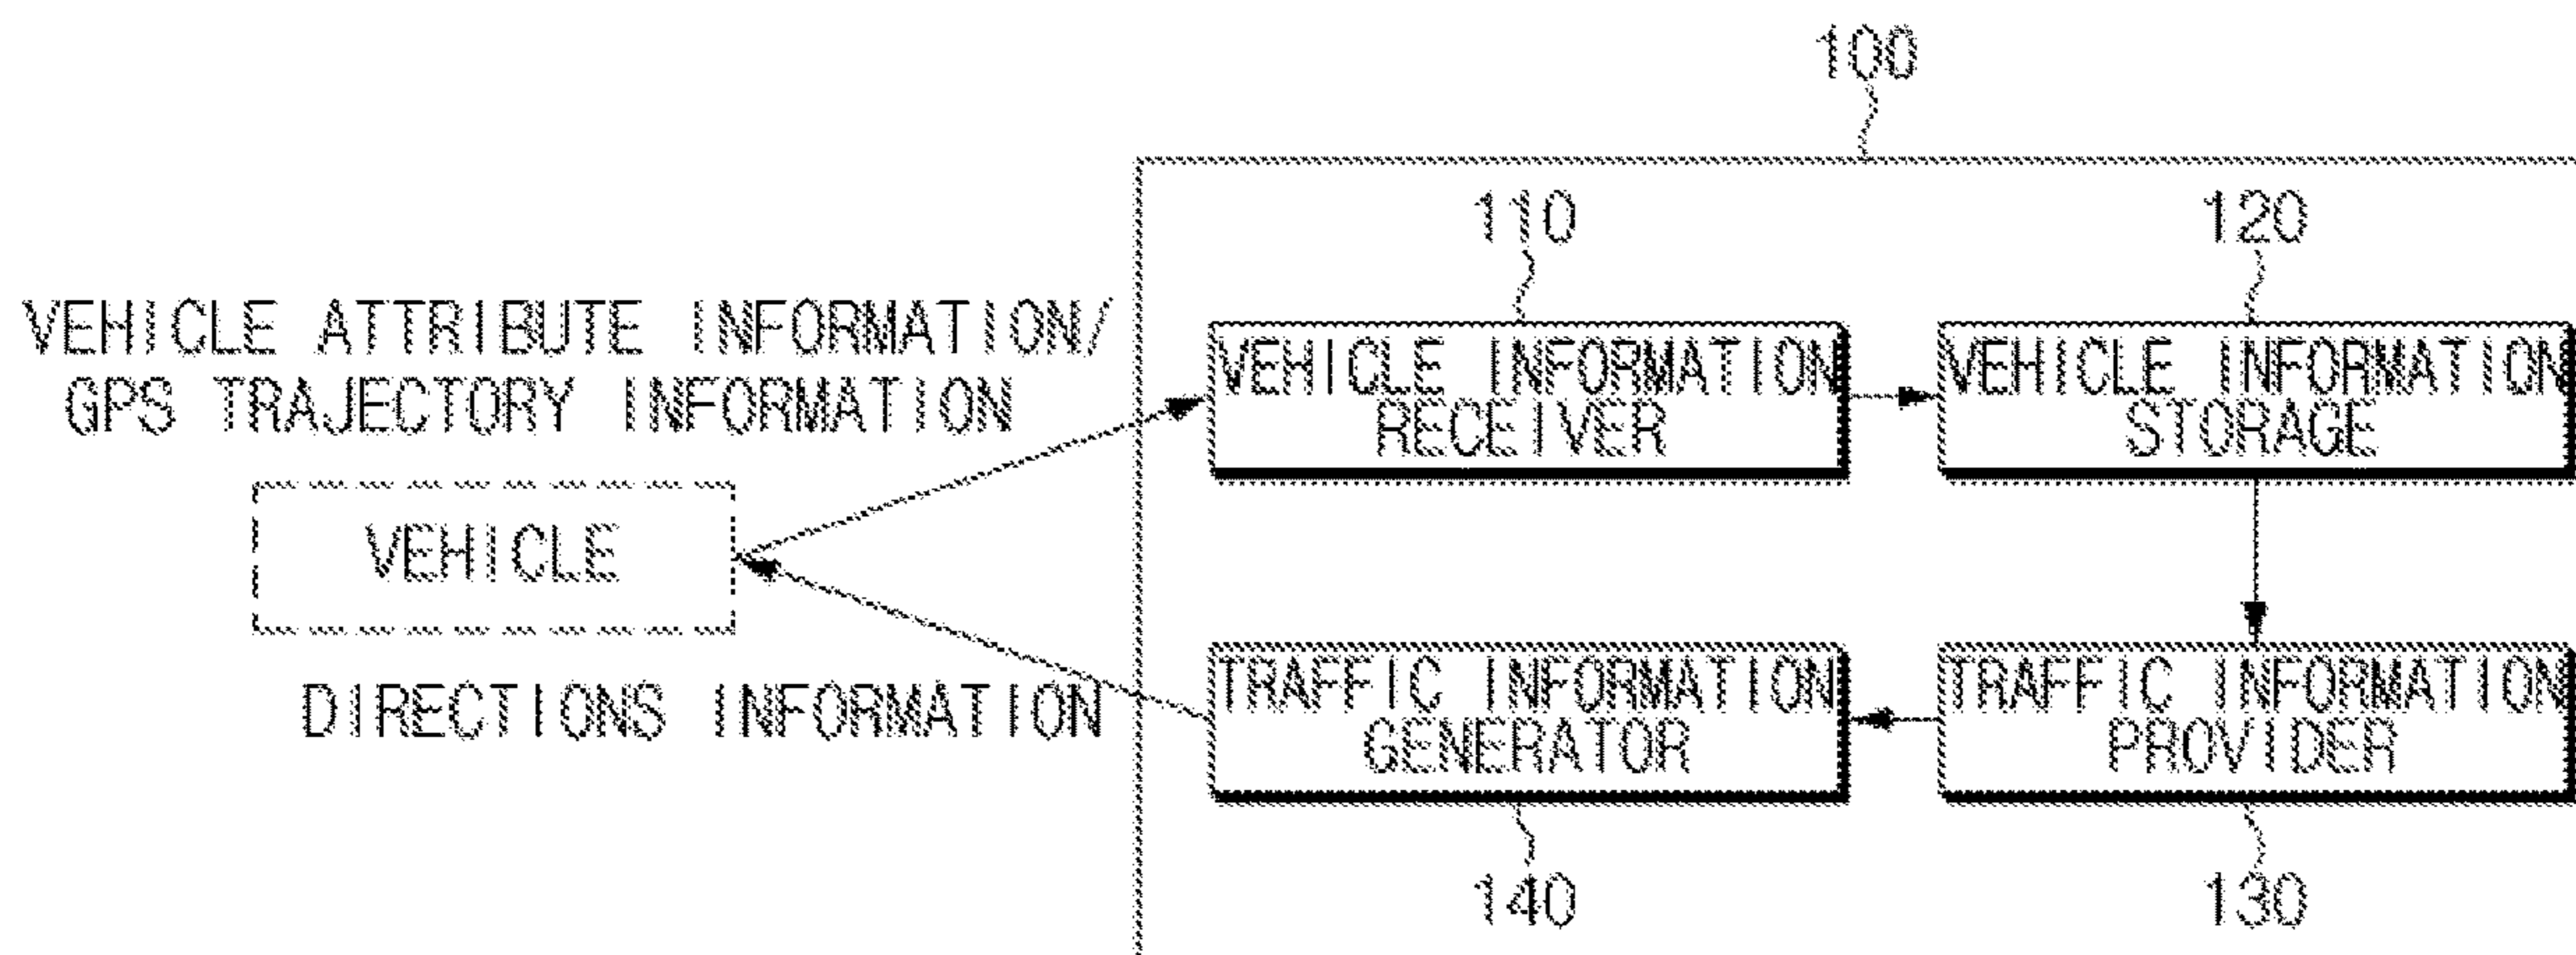 100
110
120
VEHICLE ATTRIBUTE INFORMATION/
GPS TRAJECTORY INFORMATION
VEHICLE INFORMATION
RECEIVER
VEHICLE INFORMATION
STORAGE
VEHICLE
DIRECTIONS INFORMATION
TRAFFIC INFORMATION
GENERATOR
TRAFFIC INFORMATION
PROVIDER
140
130